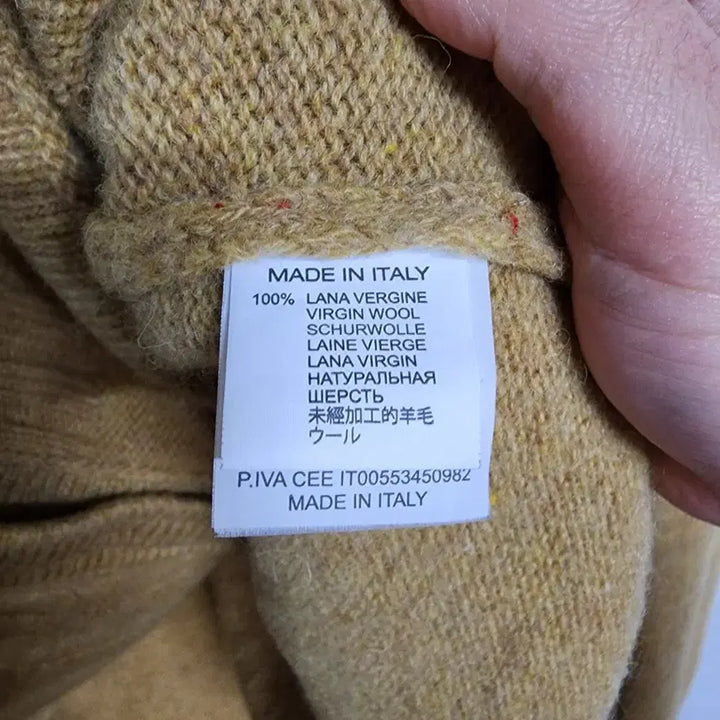 MADE IN ITALY
100% LANA VERGINE
VIRGIN WOOL
SCHURWOLLE
LAINE VIERGE
LANA VIRGIN
НАТУРАЛЬНАЯ
ШЕРСТЬ
未經加工的羊毛
ウール
P.IVA CEE IT00553450982
MADE IN ITALY